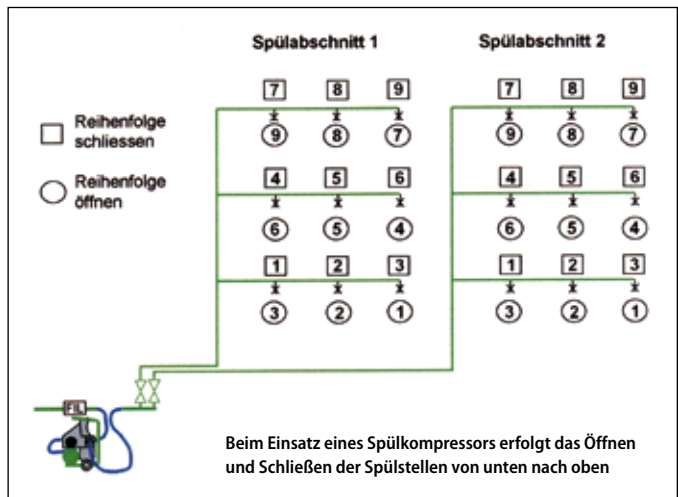 Spülabschnitt 1 Spülabschnitt 2
7 8 9 7 8 9
9 8 7 9 8 7
Reihenfolge
schliessen
4 5 6 4 5 6
Reihenfolge
öffnen
6 5 4 6 5 4
1 2 3 1 2 3
3 2 1 3 2 1
FIL
Beim Einsatz eines Spülkompressors erfolgt das Öffnen
und Schließen der Spülstellen von unten nach oben